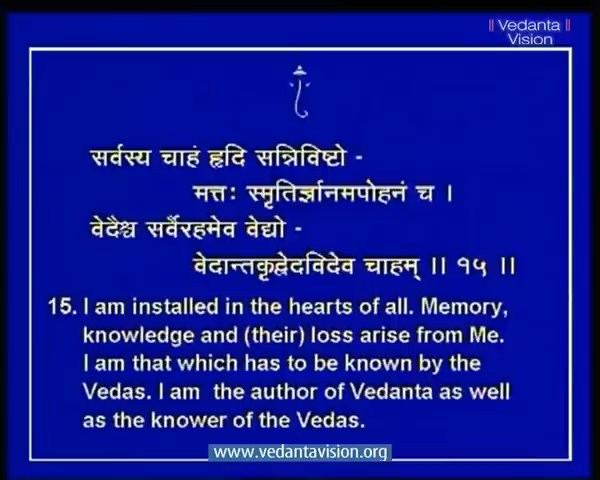 || Vedanta ||
Vision
सर्वस्य चाहं हृदि सन्निविष्टो -
मत्तः स्मृतिर्ज्ञानमपोहनं च ।
वेदैश्च सर्वैरहमेव वेद्यो -
वेदान्तकृद्वेदविदेव चाहम् ।। १५ ।।
15. I am installed in the hearts of all. Memory,
knowledge and (their) loss arise from Me.
I am that which has to be known by the
Vedas. I am the author of Vedanta as well
as the knower of the Vedas.
www.vedantavision.org